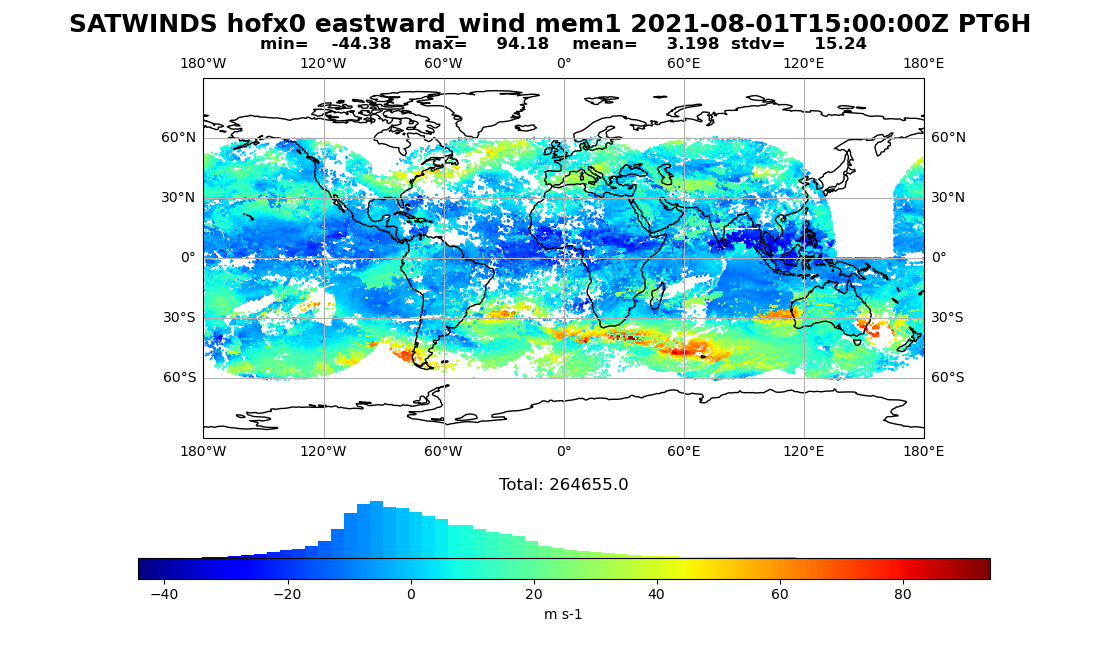 SATWINDS hofx0 eastward_wind mem1 2021-08-01T15:00:00Z PT6H
min= -44.38 max= 94.18 mean= 3.198 stdv= 15.24
180°W 120°W 60°W 0° 60°E 120°E 180°E
60°N 60°N
30°N 30°N
0° 0°
30°S 30°S
60°S 60°S
180°W 120°W 60°W 0° 60°E 120°E 180°E
Total: 264655.0
−40 −20 0 20 40 60 80
m s-1